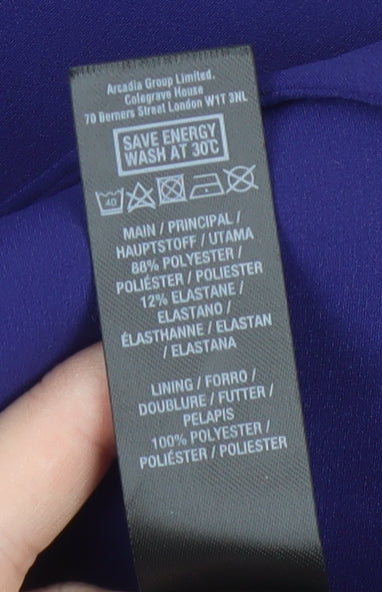 Arcadia Group Limited.
Colegrave House
70 Berners Street London W1T 3NL
SAVE ENERGY
WASH AT 30°C
40
MAIN / PRINCIPAL /
HAUPTSTOFF / UTAMA
88% POLYESTER /
POLIÉSTER / POLIESTER
12% ELASTANE /
ELASTANO /
ÉLASTHANNE / ELASTAN
/ ELASTANA
LINING / FORRO /
DOUBLURE / FUTTER /
PELAPIS
100% POLYESTER /
POLIÉSTER / POLIESTER